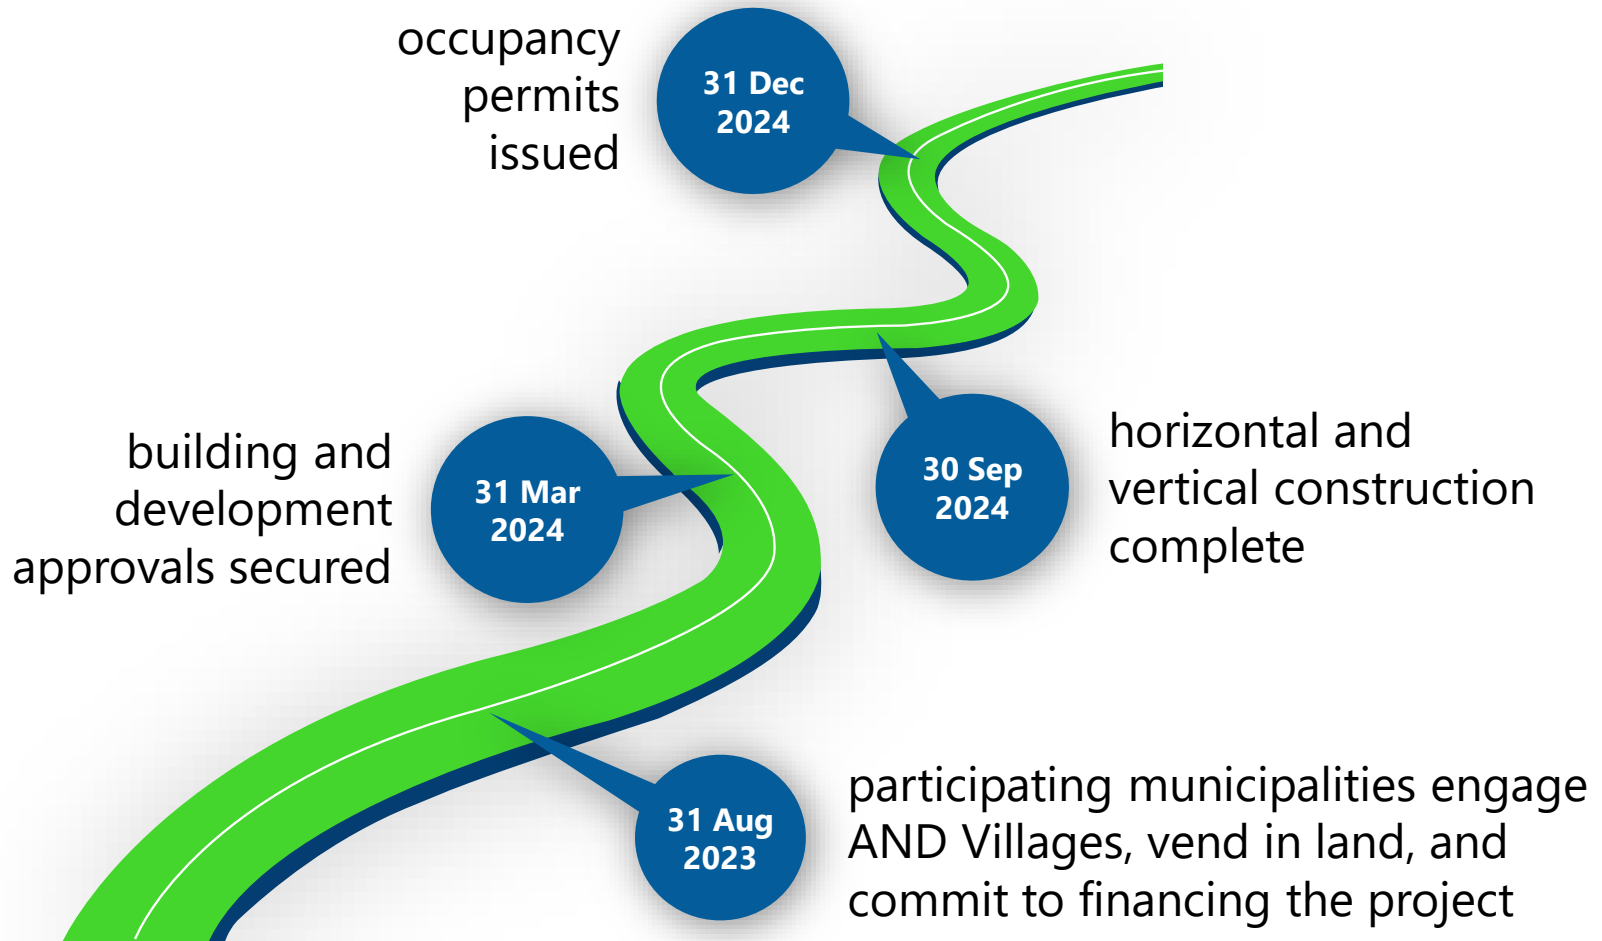 occupancy
permits
issued
31 Dec
2024
building and
development
approvals secured
31 Mar
2024
30 Sep
2024
horizontal and
vertical construction
complete
31 Aug
2023
participating municipalities engage
AND Villages, vend in land, and
commit to financing the project